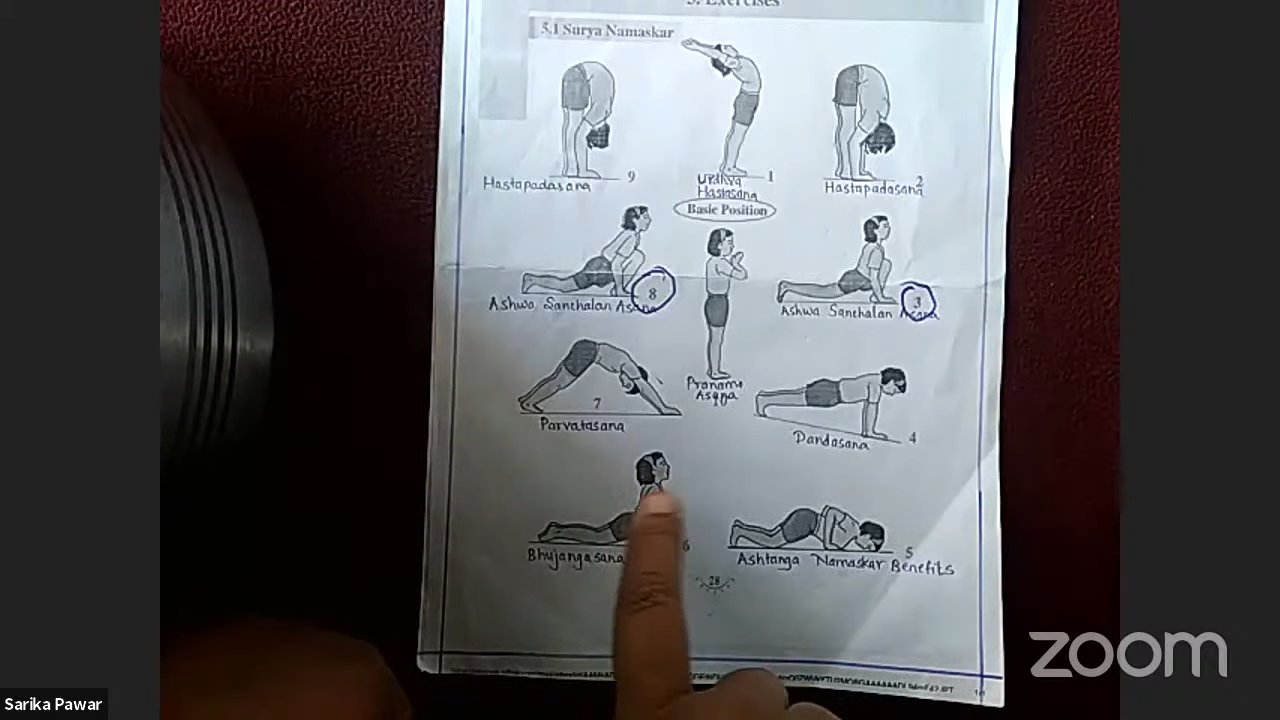 5. Exercises
5.1 Surya Namaskar
Hastapadasana
9
Urdhva
Hastasana
1
Hastapadasana
2
Basic Position
Ashwa Sanchalan Asana
8
Ashwa Sanchalan Asana
3
Pranam
Asana
7
Parvatasana
Dandasana
4
Bhujangasana
6
Ashtanga Namaskar Benefits
5
28
zoom
Sarika Pawar